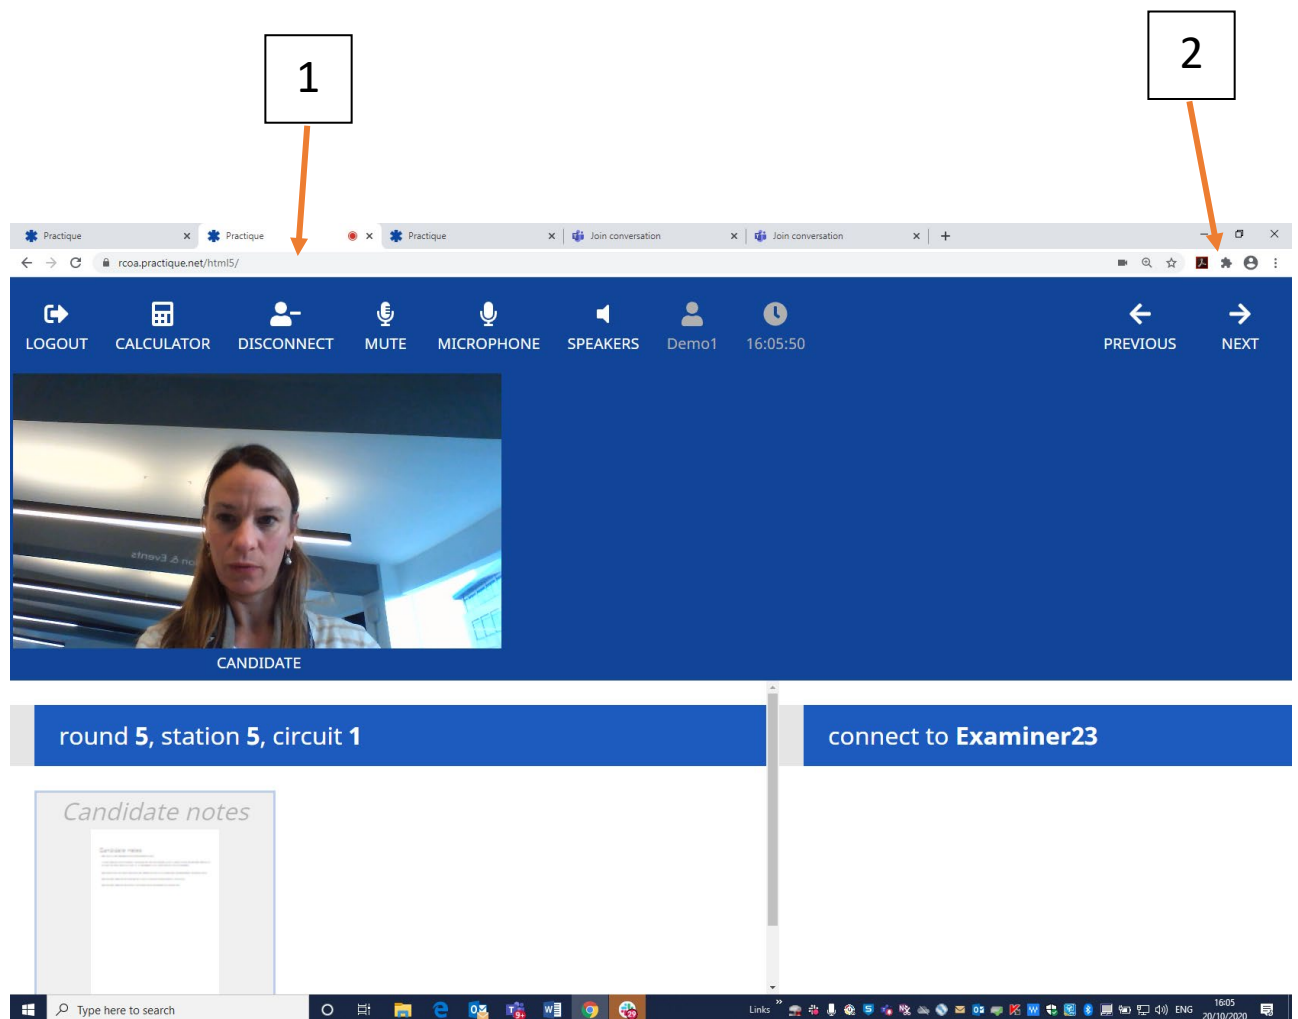 1
2
Practique
Practique
Practique
Join conversation
Join conversation
rcoa.practique.net/html5/
LOGOUT
CALCULATOR
DISCONNECT
MUTE
MICROPHONE
SPEAKERS
Demo1
16:05:50
PREVIOUS
NEXT
CANDIDATE
round 5, station 5, circuit 1
connect to Examiner23
Candidate notes
Candidate notes
Type here to search
Links
ENG
16:05
20/10/2020